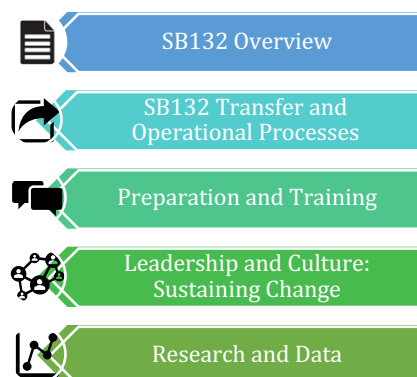 SB132 Overview
SB132 Transfer and
Operational Processes
Preparation and Training
Leadership and Culture:
Sustaining Change
Research and Data